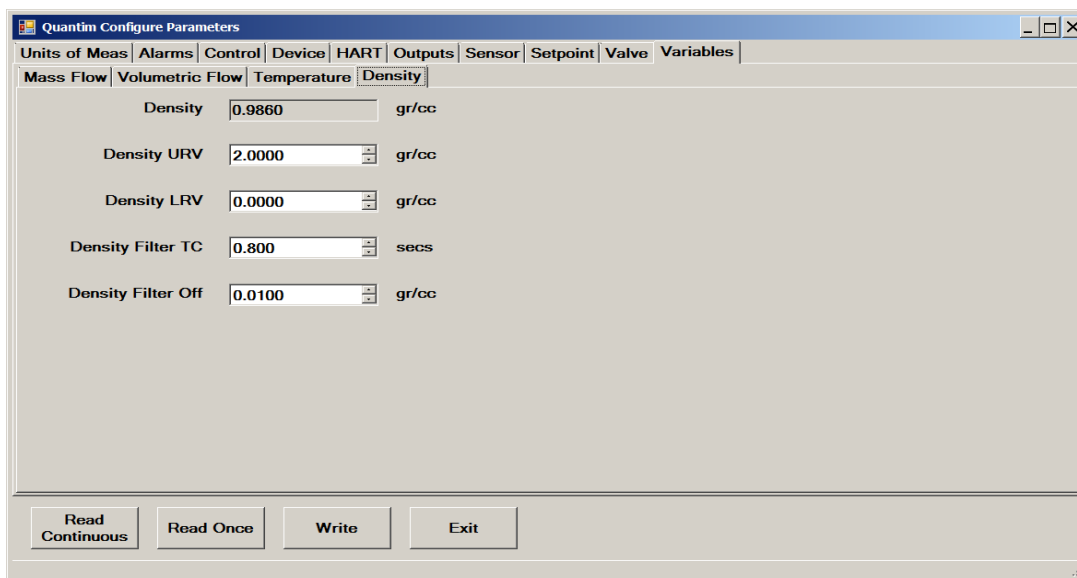 Quantim Configure Parameters
Units of Meas Alarms Control Device HART Outputs Sensor Setpoint Valve Variables
Mass Flow Volumetric Flow Temperature Density
Density 0.9860 gr/cc
Density URV 2.0000 gr/cc
Density LRV 0.0000 gr/cc
Density Filter TC 0.800 secs
Density Filter Off 0.0100 gr/cc
Read Continuous Read Once Write Exit